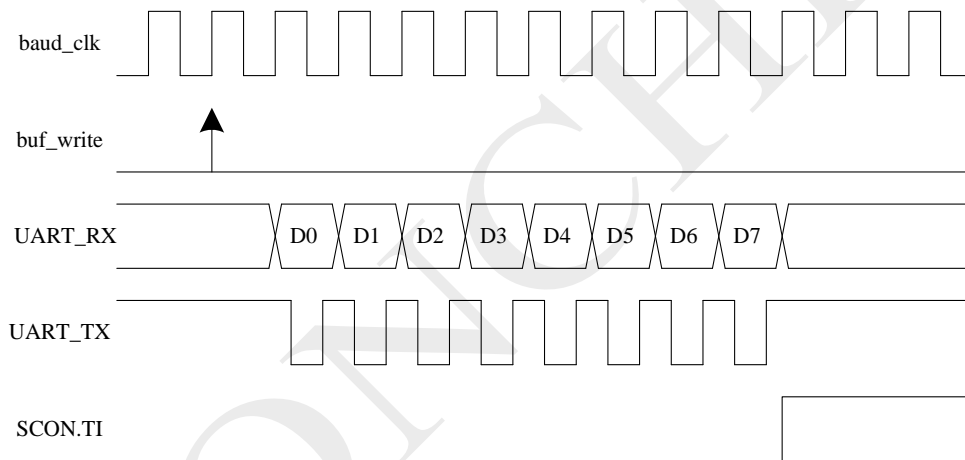 baud_clk
buf_write
UART_RX D0 D1 D2 D3 D4 D5 D6 D7
UART_TX
SCON.TI